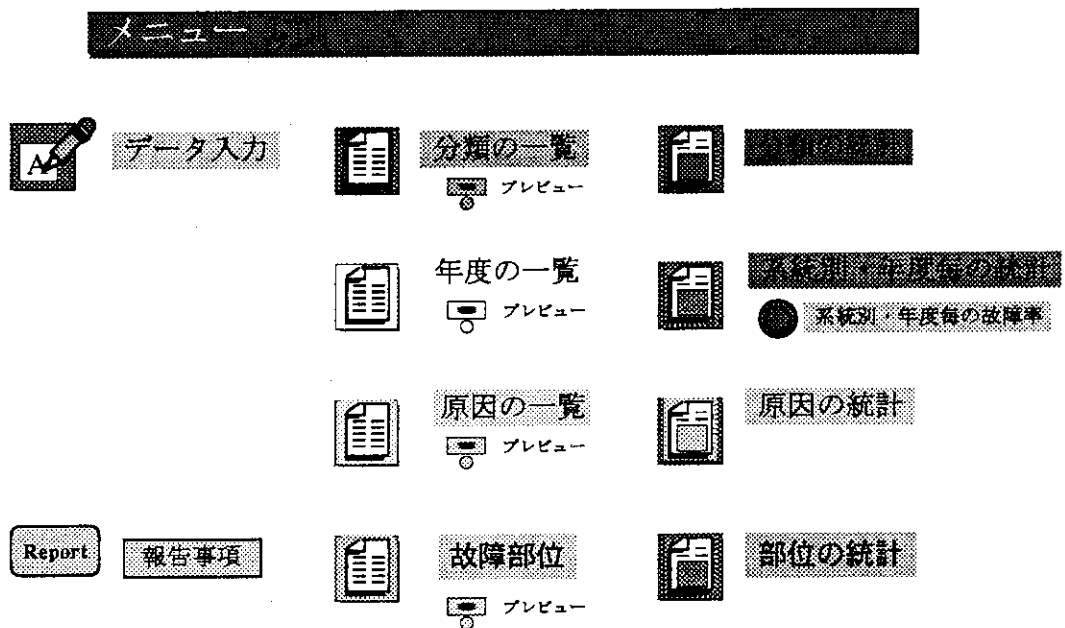 メニュー
データ入力
分類の一覧
分類の統計
プレビュー
年度の一覧
系統別・年度毎の統計
プレビュー
系統別・年度毎の故障率
原因の一覧
原因の統計
プレビュー
Report
報告事項
故障部位
部位の統計
プレビュー